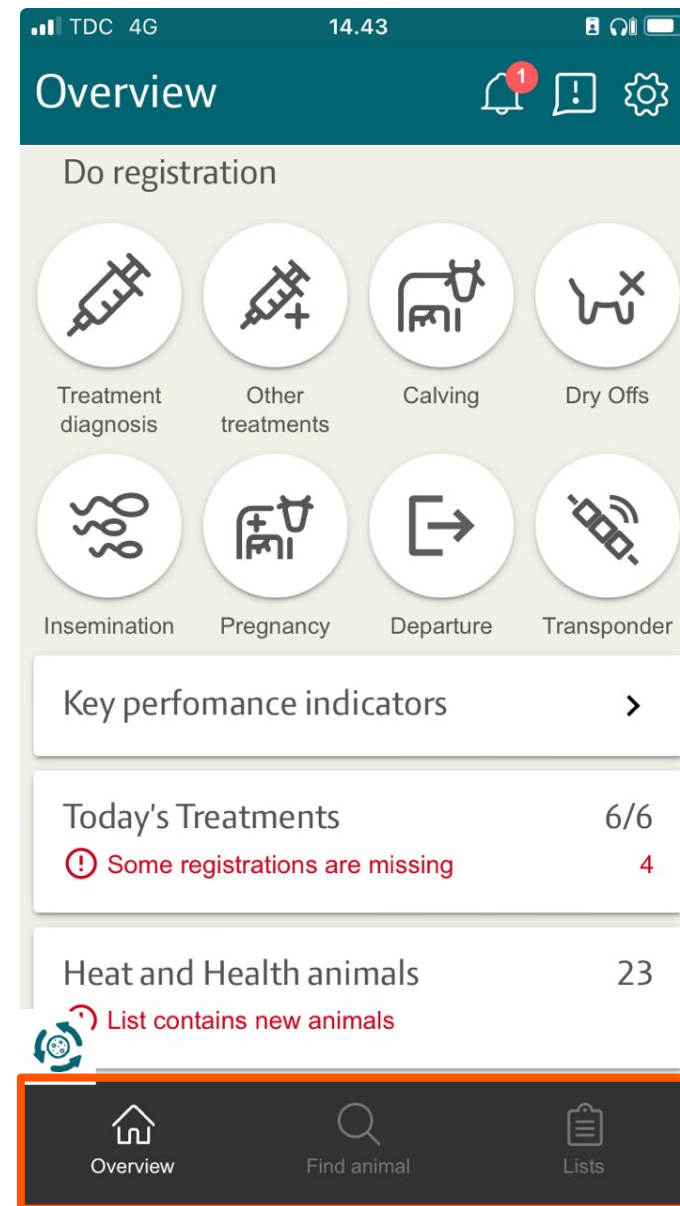 TDC 4G 14.43
Overview 1
Do registration
Treatment diagnosis
Other treatments
Calving
Dry Offs
Insemination
Pregnancy
Departure
Transponder
Key perfomance indicators
Today's Treatments 6/6
Some registrations are missing 4
Heat and Health animals 23
List contains new animals
Overview Find animal Lists